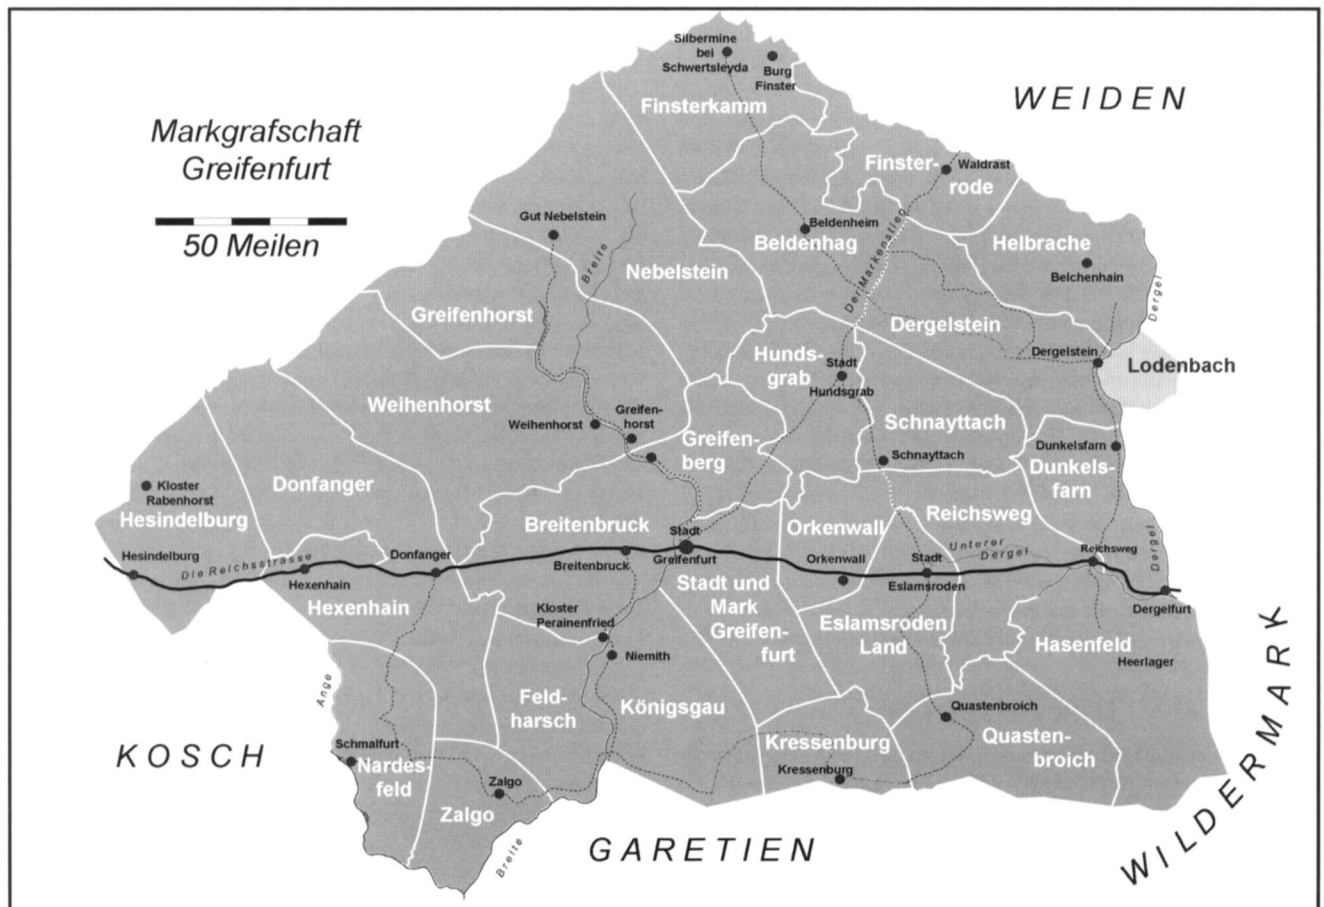 Silbermine
bei
Schwertsleyda
Burg
Finster
Finsterkamm
WEIDEN
Markgrafschaft
Greifenfurt
50 Meilen
Finster-
rode
Waldrast
Gut Nebelstein
Breite
Beldenheim
Beldenhag
Der Markenstieg
Helbrache
Belchenhain
Dergel
Nebelstein
Greifenhorst
Dergelstein
Dergelstein
Lodenbach
Hunds-
grab
Stadt
Hundsgrab
Weihenhorst
Weihenhorst
Greifen-
horst
Greifen-
berg
Schnayttach
Schnayttach
Dunkelsfarn
Dunkels-
farn
Kloster
Rabenhorst
Hesindelburg
Donfanger
Breitenbruck
Orkenwall
Reichsweg
Stadt
Greifenfurt
Hesindelburg
Die Reichsstrasse
Hexenhain
Donfanger
Breitenbruck
Orkenwall
Stadt
Eslamsroden
Unterer
Dergel
Reichsweg
Dergel
Dergelfurt
Hexenhain
Kloster
Perainenfried
Niemith
Stadt und
Mark
Greifen-
furt
Eslamsroden
Land
Hasenfeld
Heerlager
Ange
Feld-
harsch
Königsgau
Quastenbroich
Quasten-
broich
KOSCH
Schmalfurt
Nardes-
feld
Zalgo
Zalgo
Kressenburg
Kressenburg
Breite
GARETIEN
WILDERMARK